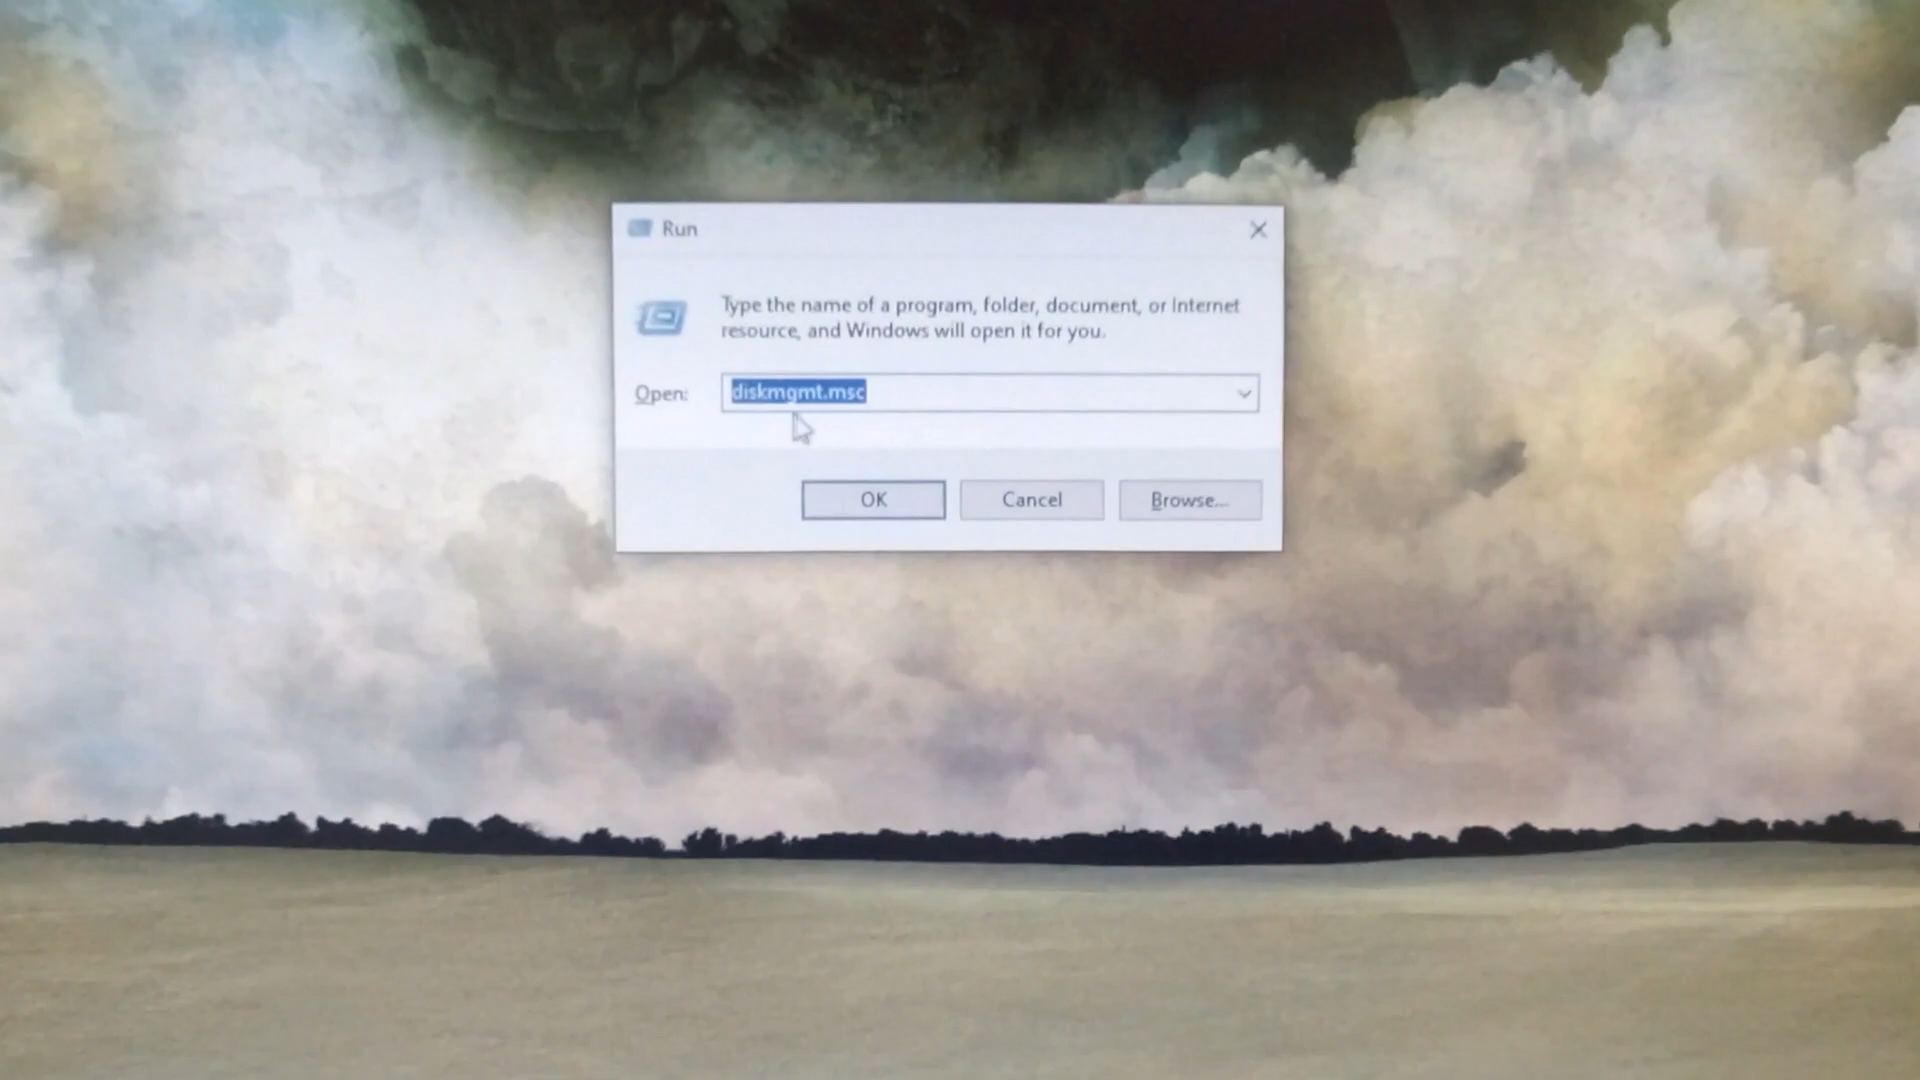 Run
Type the name of a program, folder, document, or Internet
resource, and Windows will open it for you.
Open:
diskmgmt.msc
OK
Cancel
Browse...